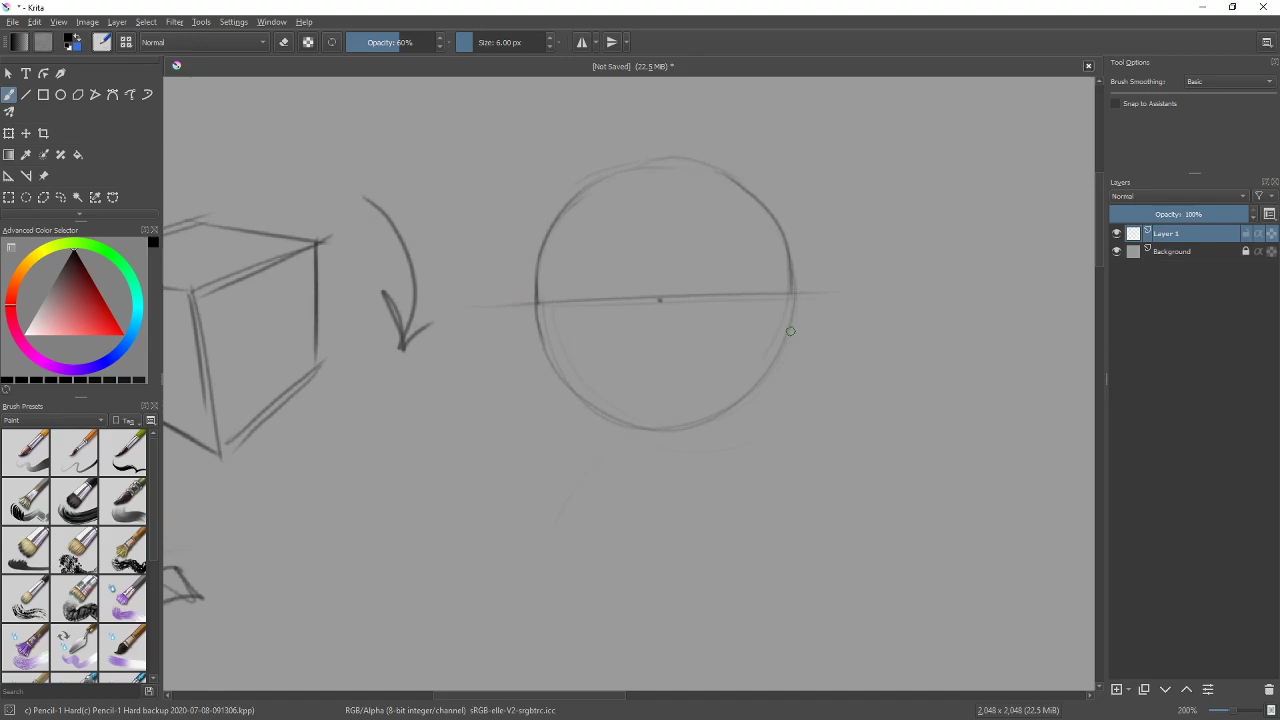 * - Krita
File Edit View Image Layer Select Filter Tools Settings Window Help
Normal
Opacity: 60%
Size: 6.00 px
[Not Saved] (22.5 MiB) *
Tool Options
Brush Smoothing: Basic
Snap to Assistants
Layers
Normal
Opacity: 100%
Layer 1
Background
Advanced Color Selector
Brush Presets
Paint
Tag
Search
c) Pencil-1 Hard(c) Pencil-1 Hard backup 2020-07-08-091306.kpp)
RGB/Alpha (8-bit integer/channel) sRGB-elle-V2-srgbtrc.icc
2,048 x 2,048 (22.5 MiB)
200%